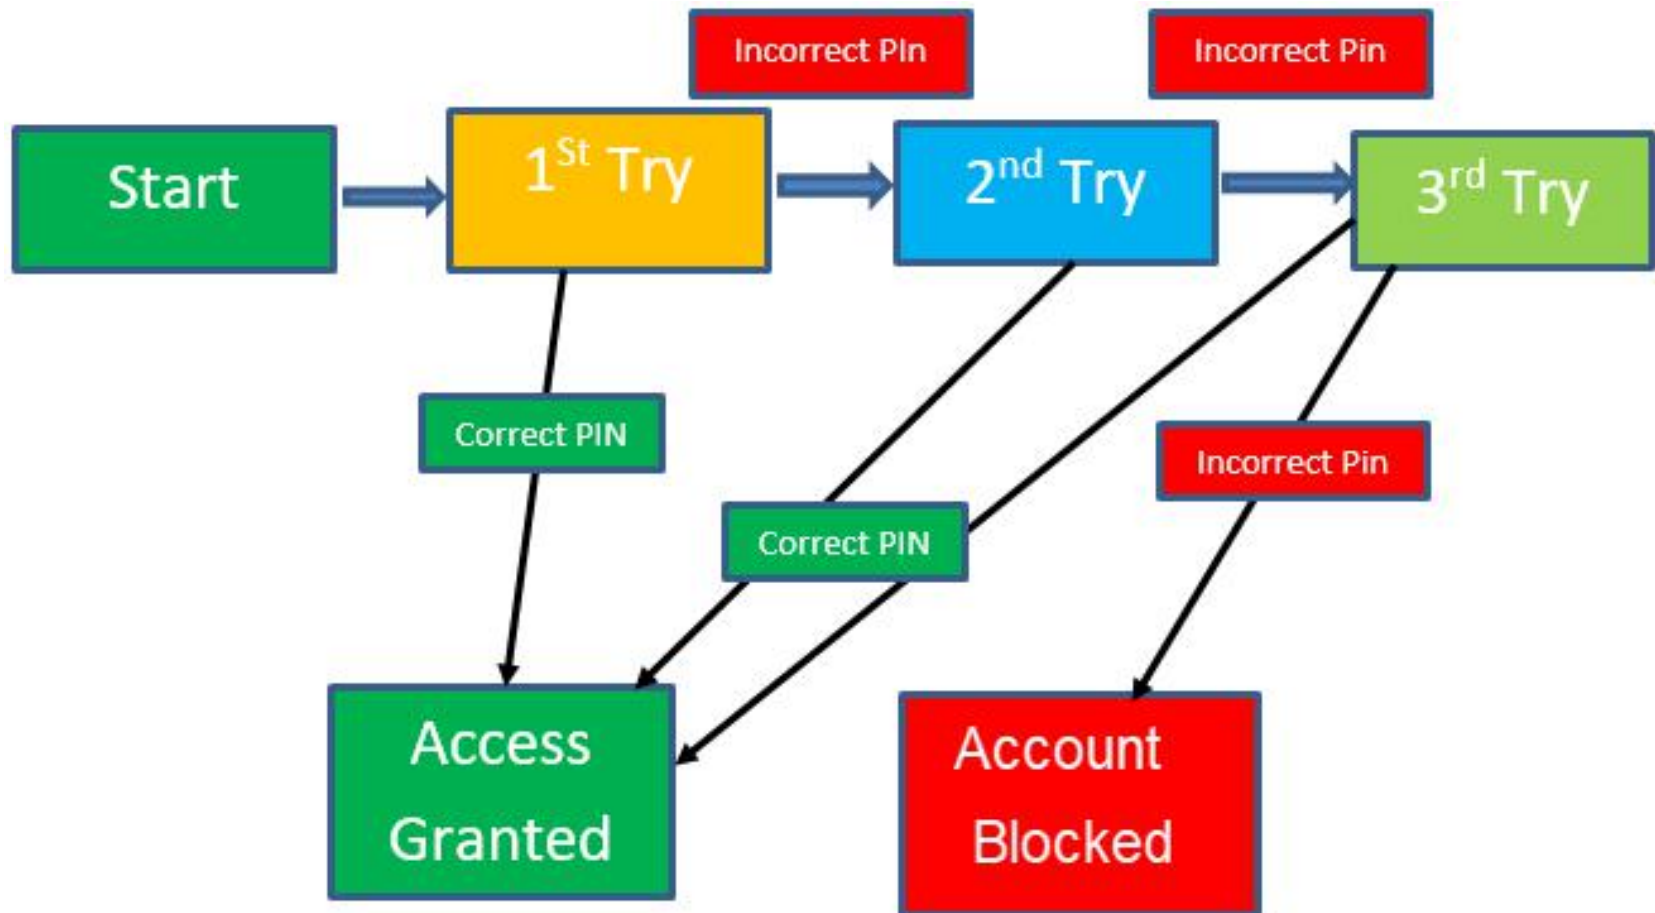 Incorrect PIn
Incorrect Pin
Start
1St Try
2nd Try
3rd Try
Correct PIN
Incorrect Pin
Correct PIN
Access
Granted
Account
Blocked